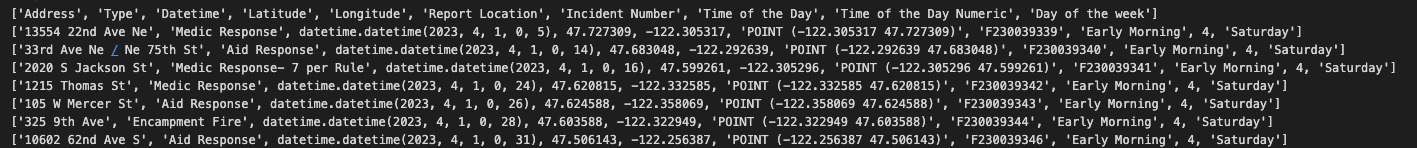 ['Address', 'Type', 'Datetime', 'Latitude', 'Longitude', 'Report Location', 'Incident Number', 'Time of the Day', 'Time of the Day Numeric', 'Day of the week']
['13554 22nd Ave Ne', 'Medic Response', datetime.datetime(2023, 4, 1, 0, 5), 47.727309, -122.305317, 'POINT (-122.305317 47.727309)', 'F230039339', 'Early Morning', 4, 'Saturday']
['33rd Ave Ne / Ne 75th St', 'Aid Response', datetime.datetime(2023, 4, 1, 0, 14), 47.683048, -122.292639, 'POINT (-122.292639 47.683048)', 'F230039340', 'Early Morning', 4, 'Saturday']
['2020 S Jackson St', 'Medic Response- 7 per Rule', datetime.datetime(2023, 4, 1, 0, 16), 47.599261, -122.305296, 'POINT (-122.305296 47.599261)', 'F230039341', 'Early Morning', 4, 'Saturday']
['1215 Thomas St', 'Medic Response', datetime.datetime(2023, 4, 1, 0, 24), 47.620815, -122.332585, 'POINT (-122.332585 47.620815)', 'F230039342', 'Early Morning', 4, 'Saturday']
['105 W Mercer St', 'Aid Response', datetime.datetime(2023, 4, 1, 0, 26), 47.624588, -122.358069, 'POINT (-122.358069 47.624588)', 'F230039343', 'Early Morning', 4, 'Saturday']
['325 9th Ave', 'Encampment Fire', datetime.datetime(2023, 4, 1, 0, 28), 47.603588, -122.322949, 'POINT (-122.322949 47.603588)', 'F230039344', 'Early Morning', 4, 'Saturday']
['10602 62nd Ave S', 'Aid Response', datetime.datetime(2023, 4, 1, 0, 31), 47.506143, -122.256387, 'POINT (-122.256387 47.506143)', 'F230039346', 'Early Morning', 4, 'Saturday']